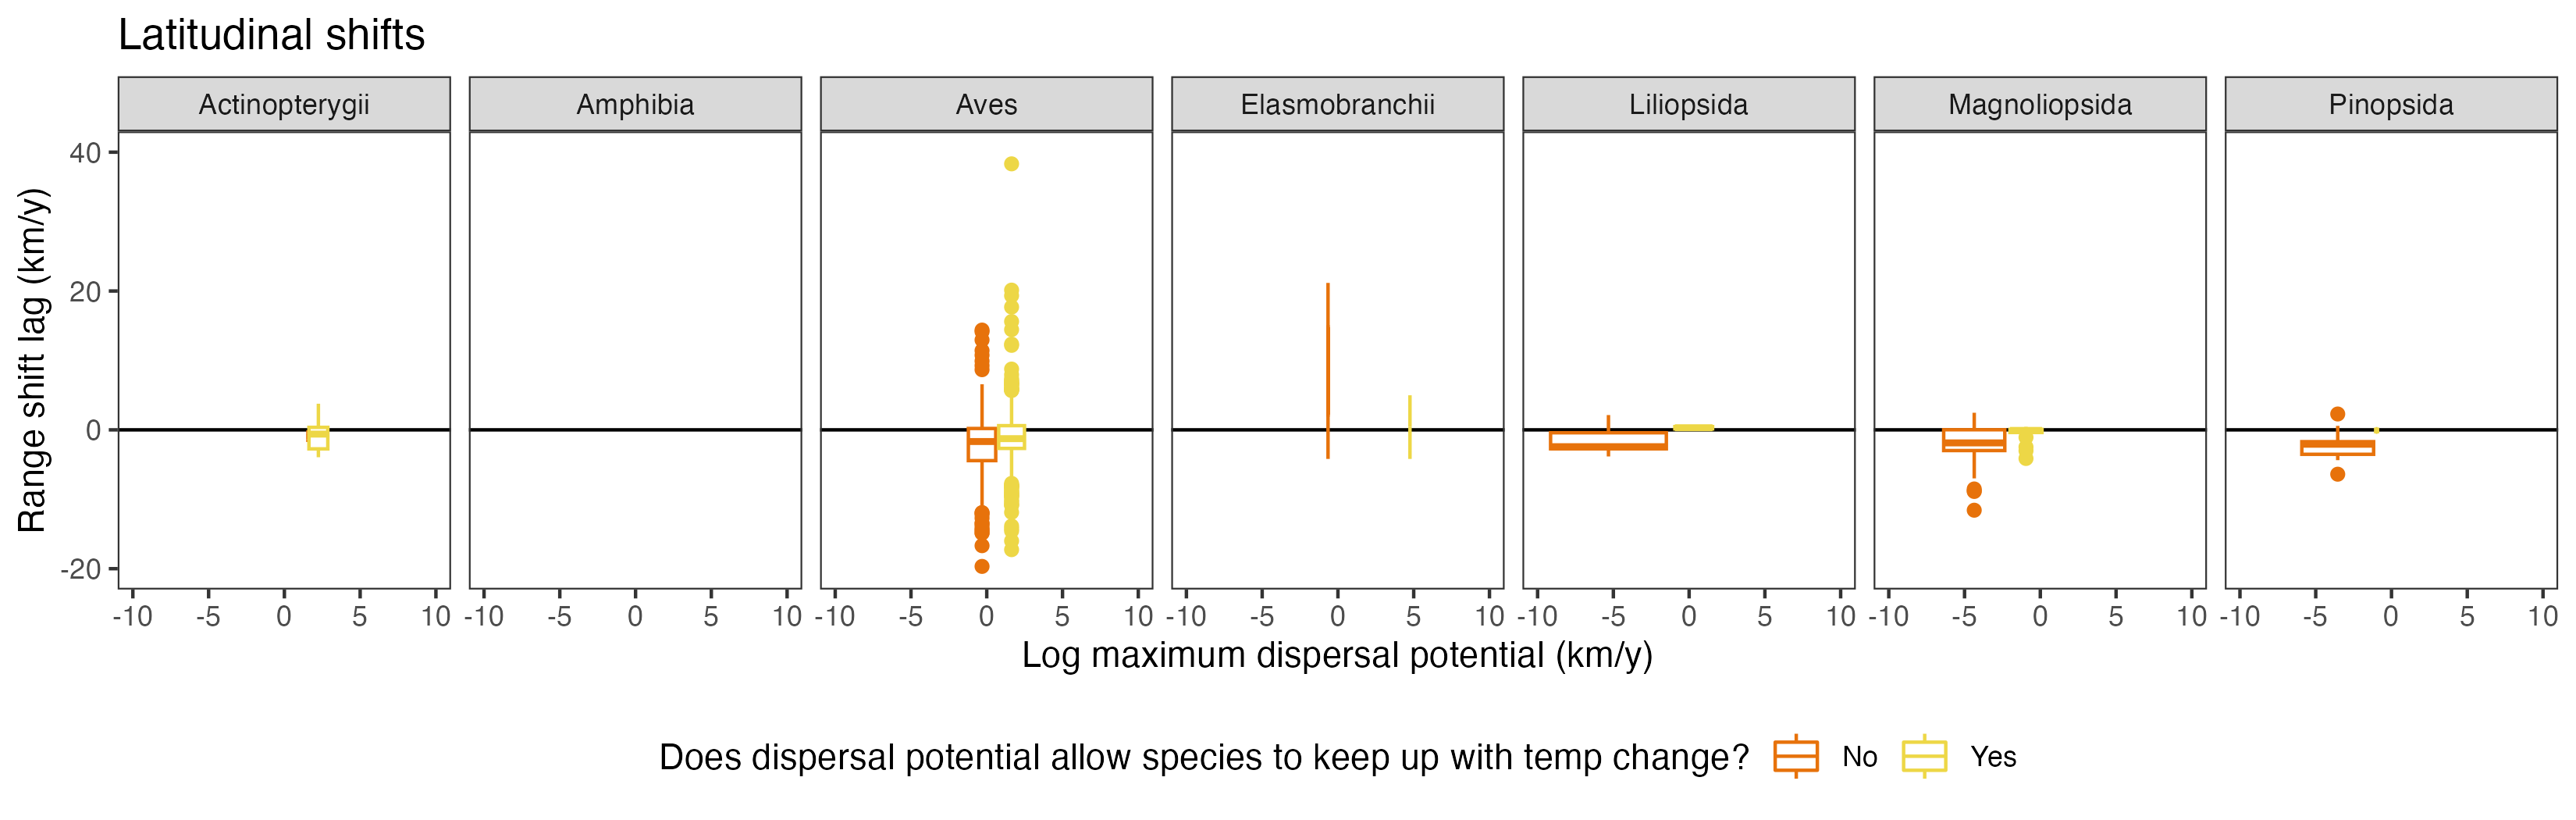 Latitudinal shifts
Actinopterygii Amphibia Aves Elasmobranchii Liliopsida Magnoliopsida Pinopsida
Range shift lag (km/y)
40
20
0
-20
-10 -5 0 5 10 -10 -5 0 5 10 -10 -5 0 5 10 -10 -5 0 5 10 -10 -5 0 5 10 -10 -5 0 5 10 -10 -5 0 5 10
Log maximum dispersal potential (km/y)
Does dispersal potential allow species to keep up with temp change? No Yes